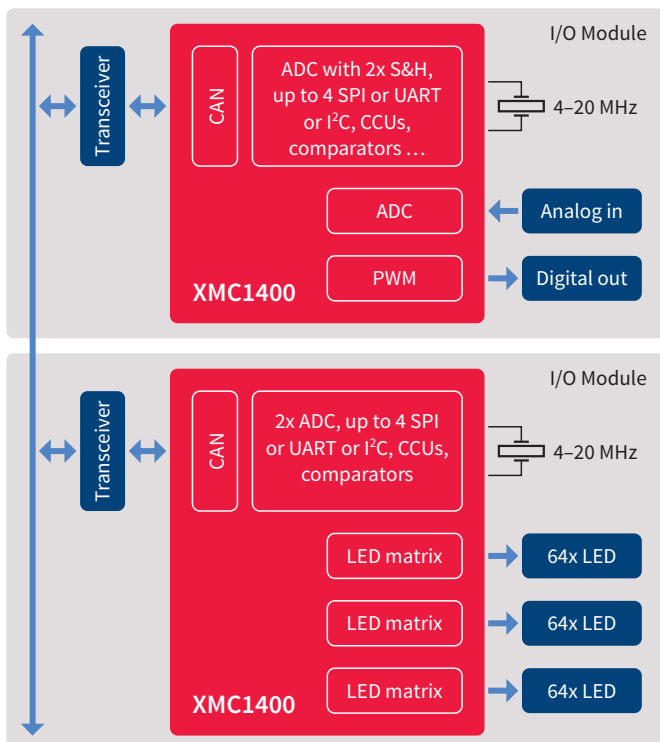 I/O Module
Transceiver
CAN
ADC with 2x S&H,
up to 4 SPI or UART
or I²C, CCUs,
comparators …
4–20 MHz
ADC
Analog in
PWM
Digital out
XMC1400
I/O Module
Transceiver
CAN
2x ADC, up to 4 SPI
or UART or I²C, CCUs,
comparators
4–20 MHz
LED matrix
64x LED
LED matrix
64x LED
LED matrix
64x LED
XMC1400